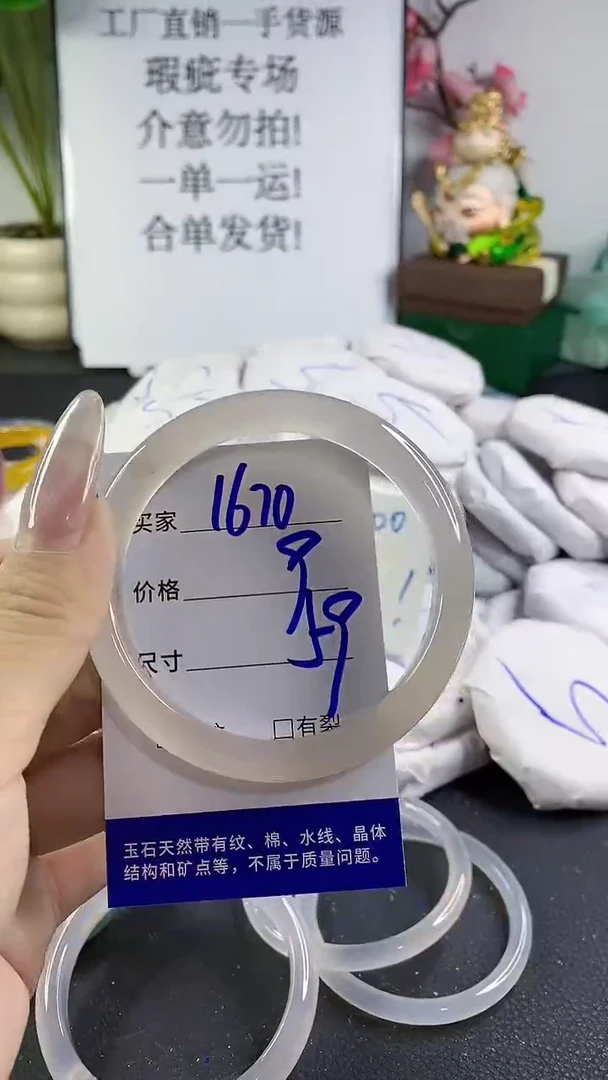 工厂直销一手货源
瑕疵专场
介意勿拍!
一单一运!
合单发货!
买家 1670
价格
尺寸
59
□有裂
玉石天然带有纹、棉、水线、晶体
结构和矿点等，不属于质量问题。